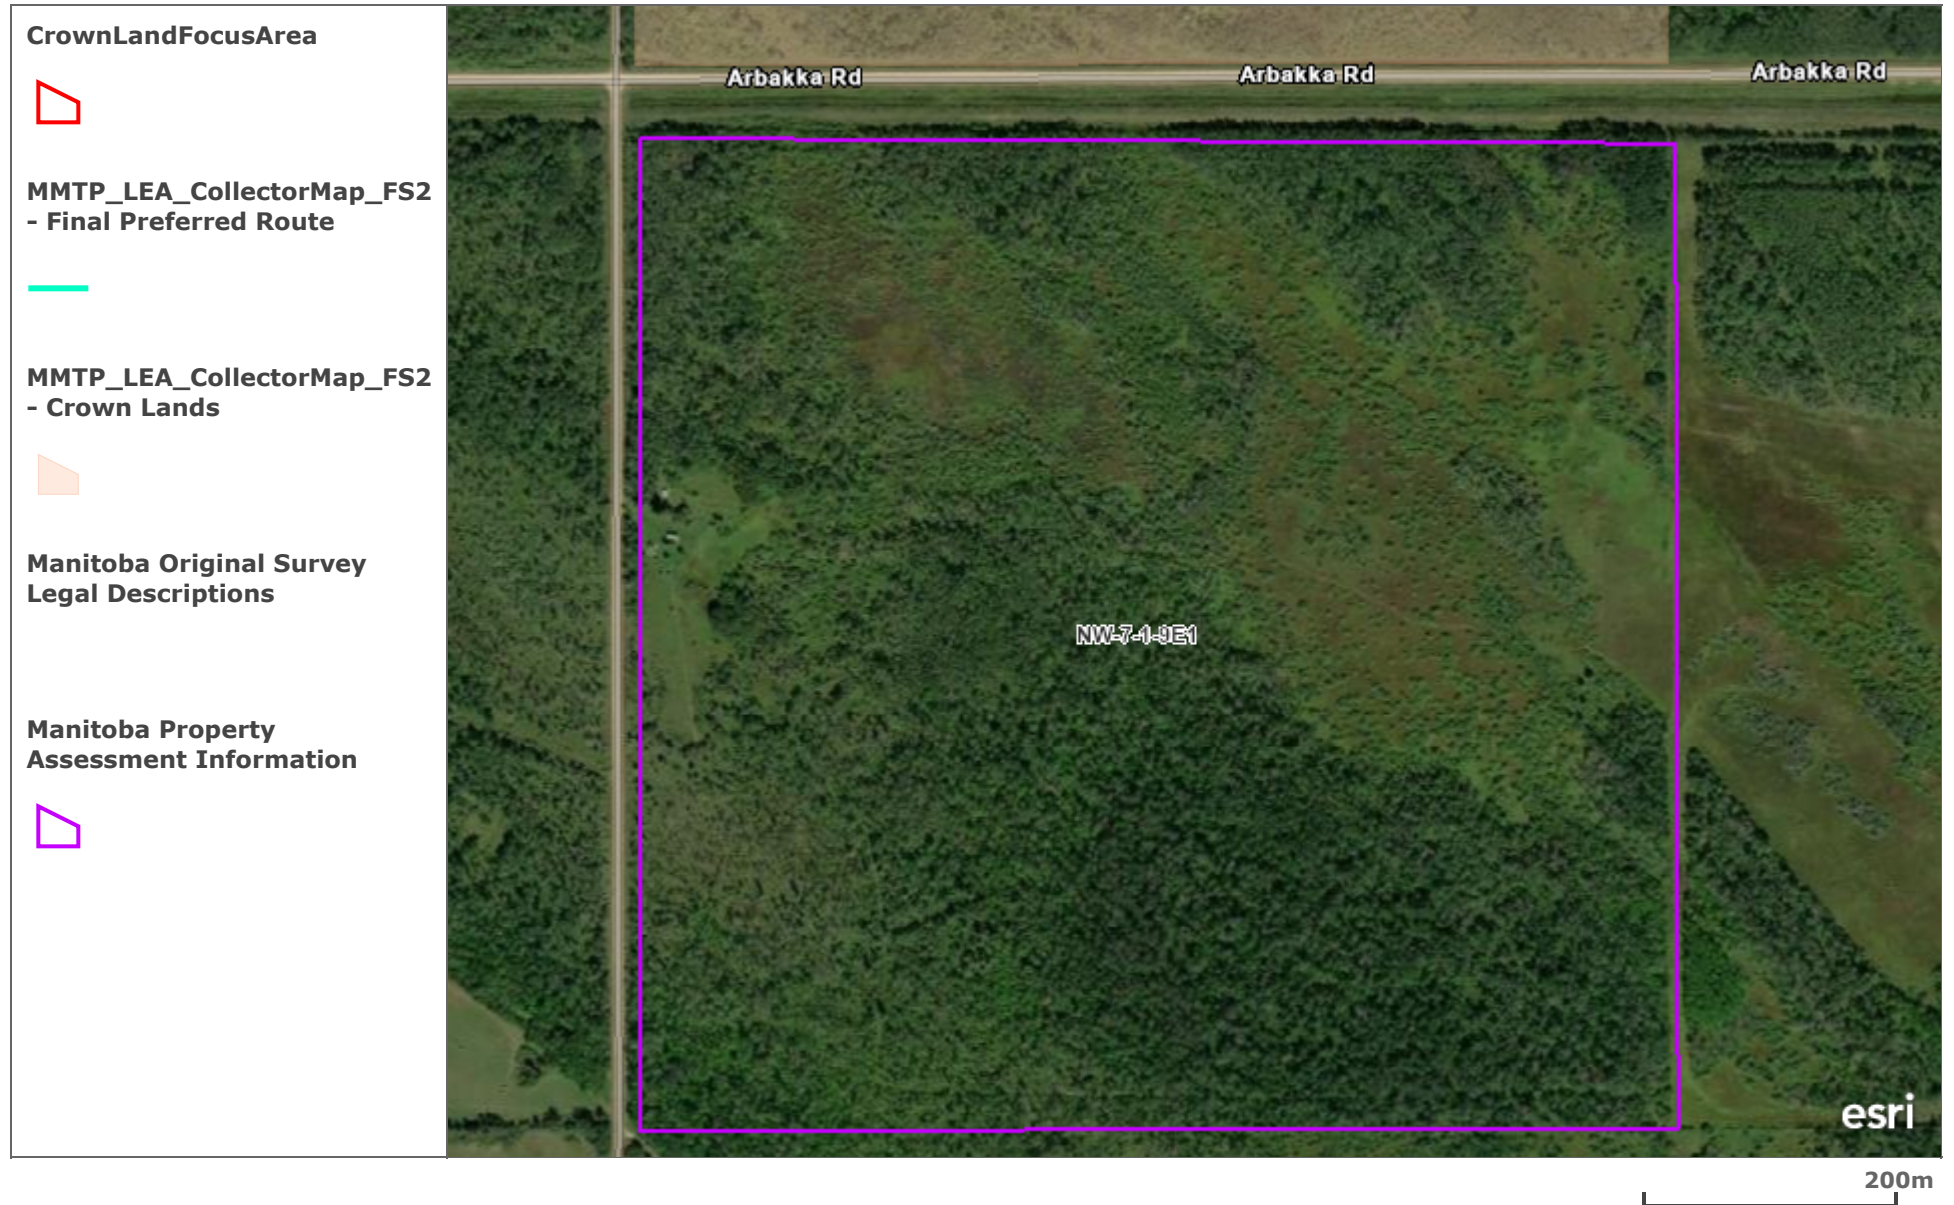 CrownLandFocusArea
MMTP_LEA_CollectorMap_FS2
- Final Preferred Route
MMTP_LEA_CollectorMap_FS2
- Crown Lands
Manitoba Original Survey
Legal Descriptions
Manitoba Property
Assessment Information
Arbakka Rd
Arbakka Rd
Arbakka Rd
NW-7-1-9E1
esri
200m